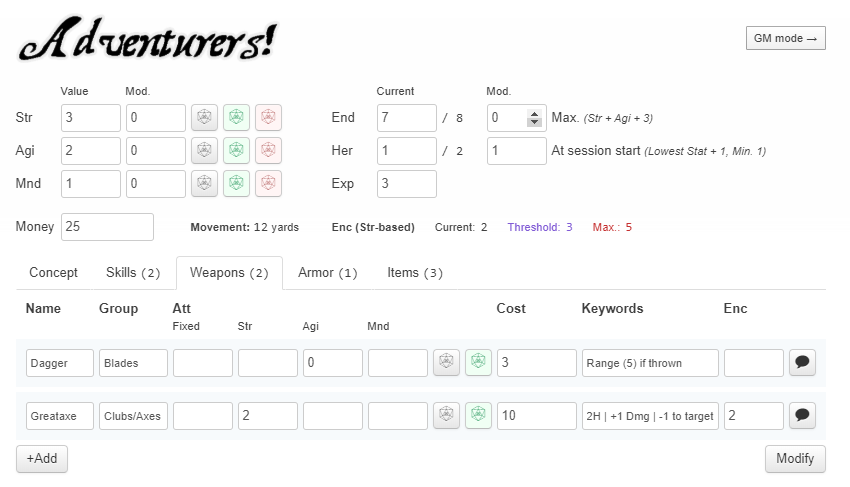 Adventurers!
GM mode →
Value Mod. Current Mod.
Str 3 0 End 7 / 8 0 Max. (Str + Agi + 3)
Agi 2 0 Her 1 / 2 1 At session start (Lowest Stat + 1, Min. 1)
Mnd 1 0 Exp 3
Money 25 Movement: 12 yards Enc (Str-based) Current: 2 Threshold: 3 Max.: 5
Concept Skills (2) Weapons (2) Armor (1) Items (3)
Name Group Att Cost Keywords Enc
Fixed Str Agi Mnd
Dagger Blades 0 3 Range (5) if thrown
Greataxe Clubs/Axes 2 10 2H | +1 Dmg | -1 to target 2
+Add Modify